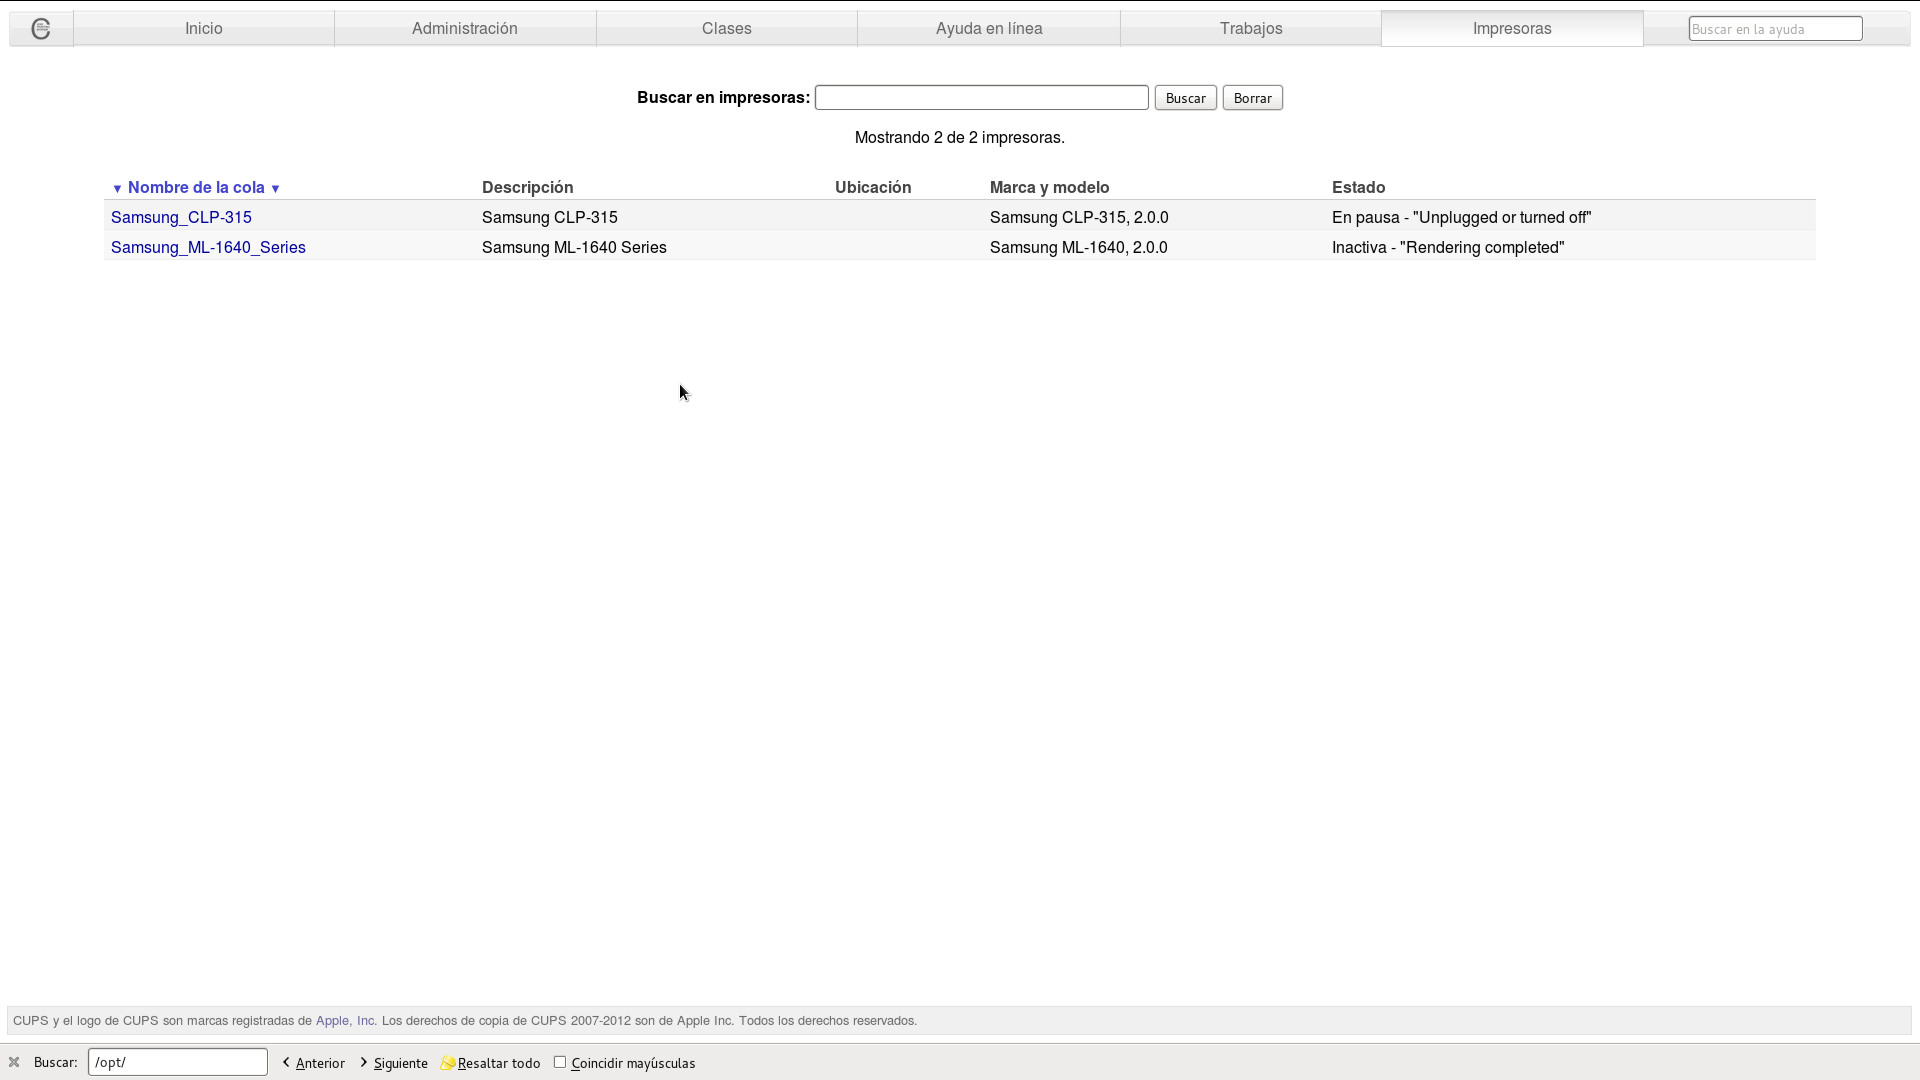 Inicio Administración Clases Ayuda en línea Trabajos Impresoras Buscar en la ayuda
Buscar en impresoras: Buscar Borrar
Mostrando 2 de 2 impresoras.
▼ Nombre de la cola ▼ Descripción Ubicación Marca y modelo Estado
Samsung_CLP-315 Samsung CLP-315 Samsung CLP-315, 2.0.0 En pausa - "Unplugged or turned off"
Samsung_ML-1640_Series Samsung ML-1640 Series Samsung ML-1640, 2.0.0 Inactiva - "Rendering completed"
CUPS y el logo de CUPS son marcas registradas de Apple, Inc. Los derechos de copia de CUPS 2007-2012 son de Apple Inc. Todos los derechos reservados.
Buscar: /opt/ Anterior Siguiente Resaltar todo Coincidir mayúsculas